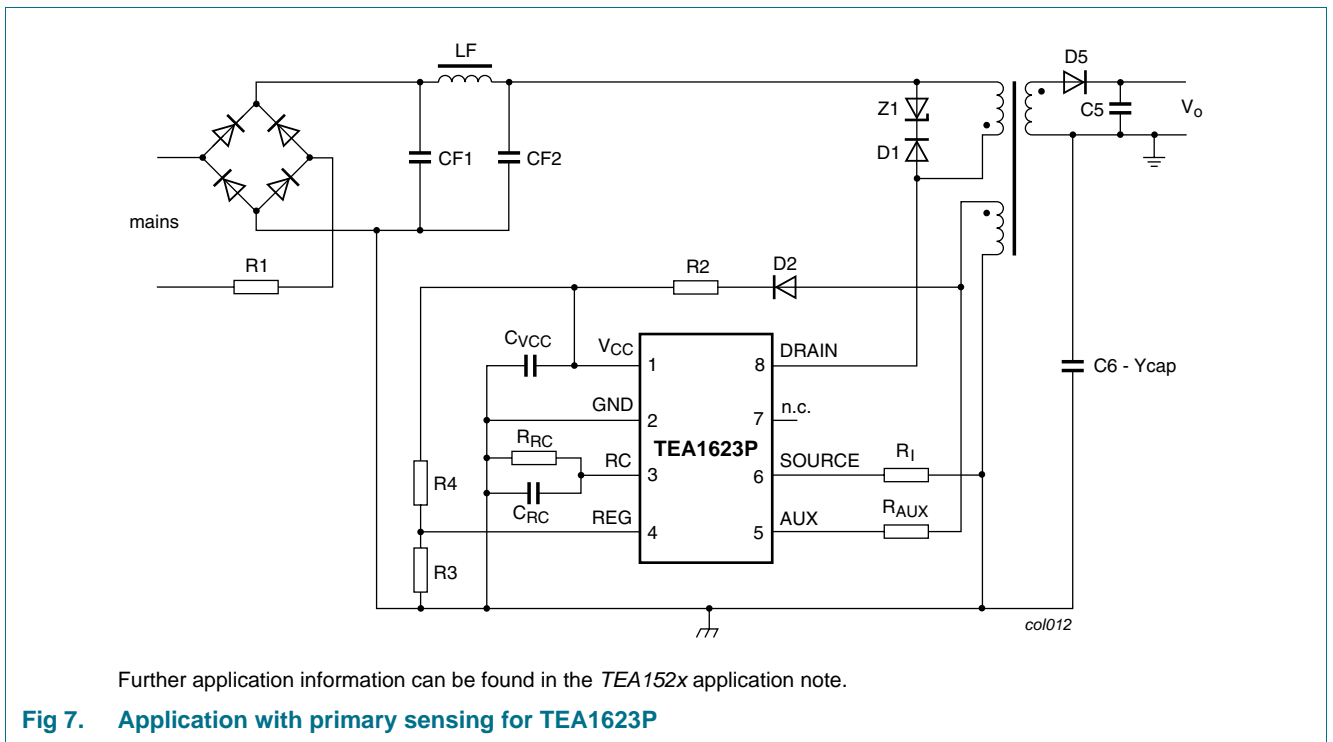 LF
D5
Z1
C5
Vo
D1
CF1
CF2
mains
R1
R2
D2
CVCC
VCC
1
8
DRAIN
C6 - Ycap
GND
2
7
n.c.
RRC
TEA1623P
RC
3
6
SOURCE
RI
R4
CRC
REG
4
5
AUX
RAUX
R3
col012
Further application information can be found in the TEA152x application note.
Fig 7. Application with primary sensing for TEA1623P